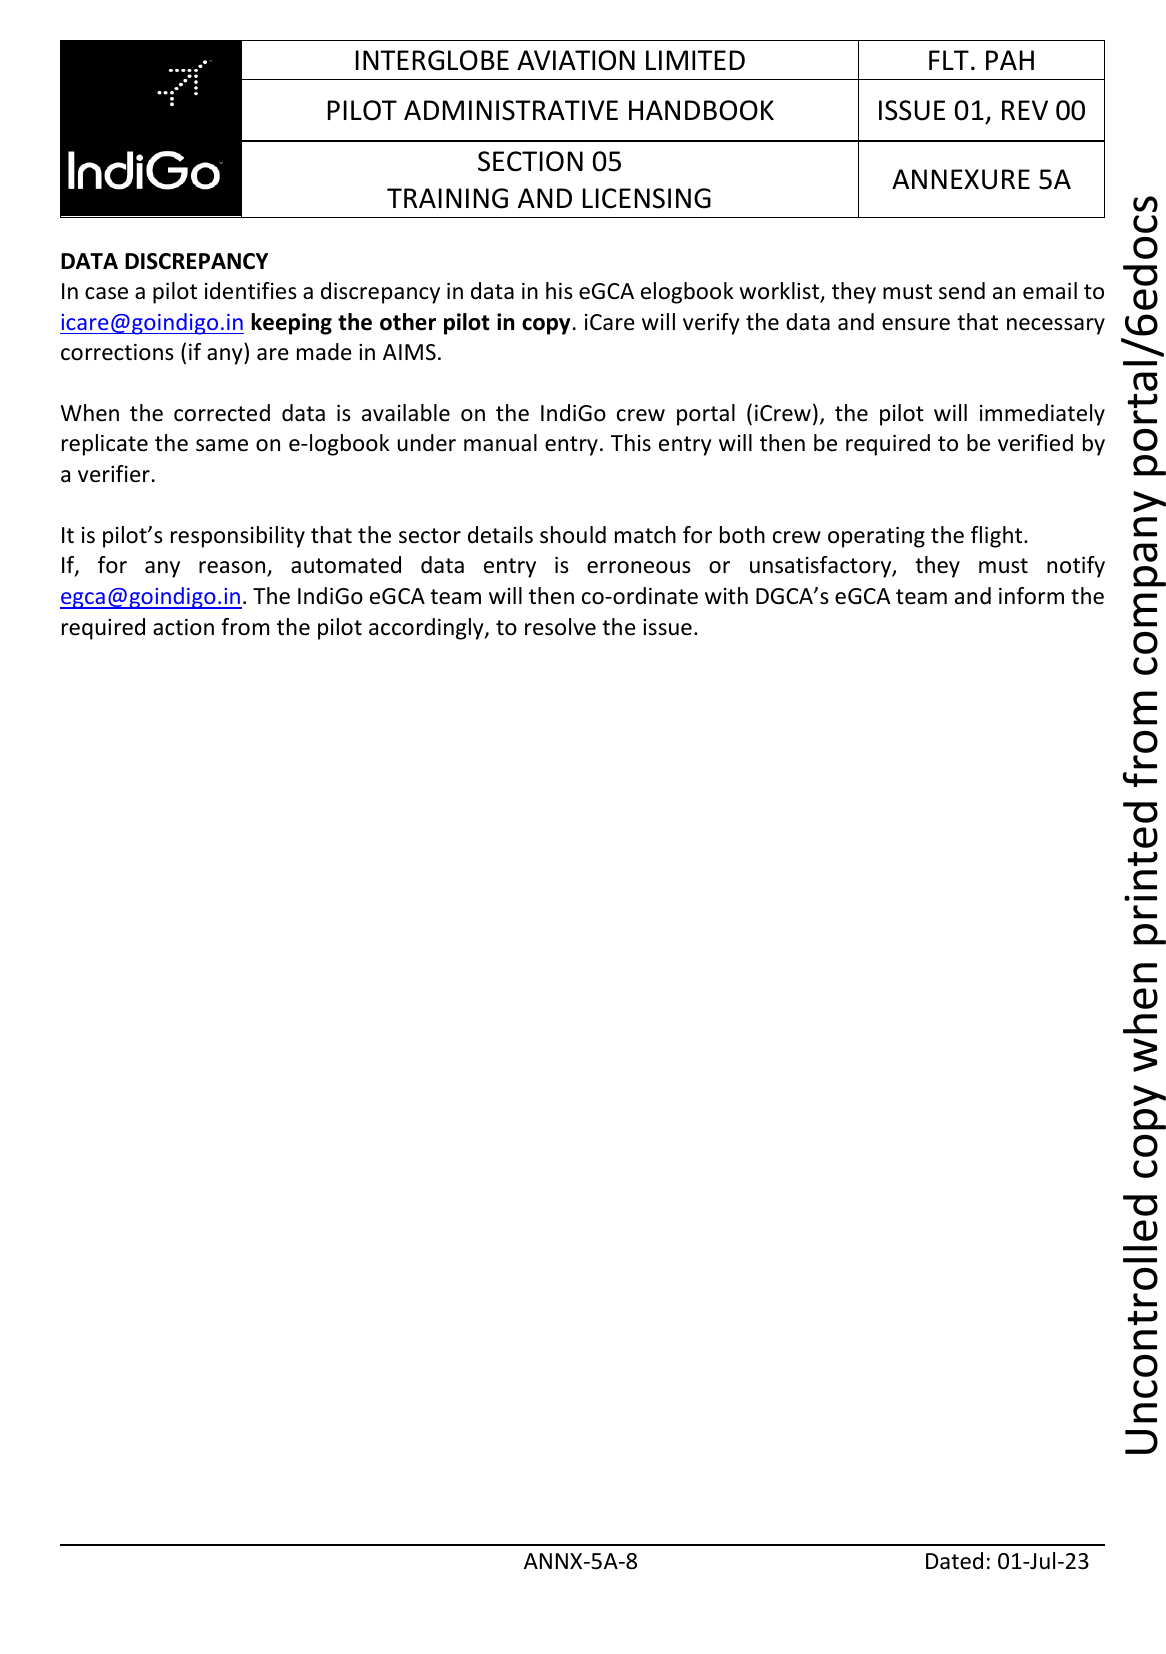 INTERGLOBE AVIATION LIMITED
FLT. PAH
PILOT ADMINISTRATIVE HANDBOOK
ISSUE 01, REV 00
IndiGo
SECTION 05
TRAINING AND LICENSING
ANNEXURE 5A
DATA DISCREPANCY
In case a pilot identifies a discrepancy in data in his eGCA elogbook worklist, they must send an email to
icare@goindigo.in keeping the other pilot in copy. iCare will verify the data and ensure that necessary
corrections (if any) are made in AIMS.
When the corrected data is available on the IndiGo crew portal (iCrew), the pilot will immediately
replicate the same on e-logbook under manual entry. This entry will then be required to be verified by
a verifier.
It is pilot’s responsibility that the sector details should match for both crew operating the flight.
If, for any reason, automated data entry is erroneous or unsatisfactory, they must notify
egca@goindigo.in. The IndiGo eGCA team will then co-ordinate with DGCA’s eGCA team and inform the
required action from the pilot accordingly, to resolve the issue.
Uncontrolled copy when printed from company portal/6edocs
ANNX-5A-8
Dated: 01-Jul-23